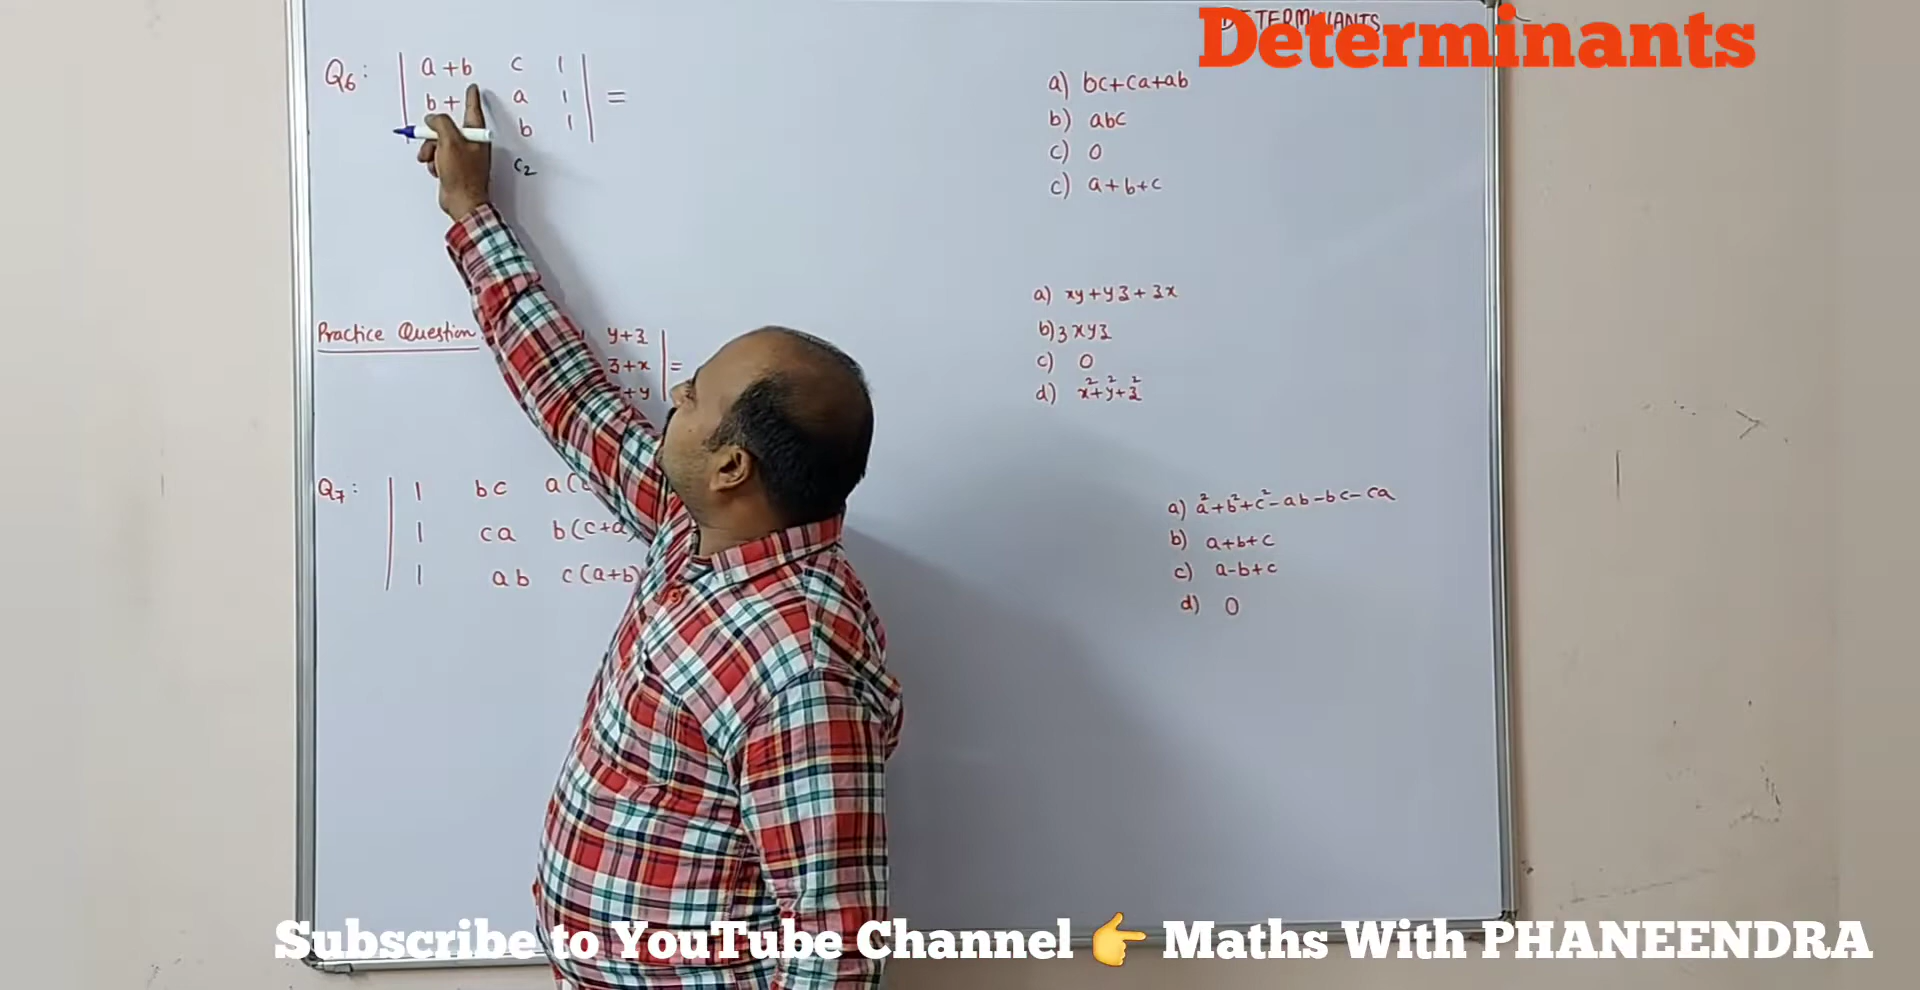 DETERMINANTS
Determinants
Q6: | a+b c 1 |
b+ a 1 =
b 1
c2
a) bc+ca+ab
b) abc
c) 0
c) a+b+c
Practice Question
y+z
z+x =
+y
a) xy+yz+zx
b) 3xyz
c) 0
d) x²+y²+z²
Q7: | 1 bc a(
1 ca b(c+a)
1 ab c(a+b)
a) a²+b²+c²-ab-bc-ca
b) a+b+c
c) a-b+c
d) 0
Subscribe to YouTube Channel 👉 Maths With PHANEENDRA